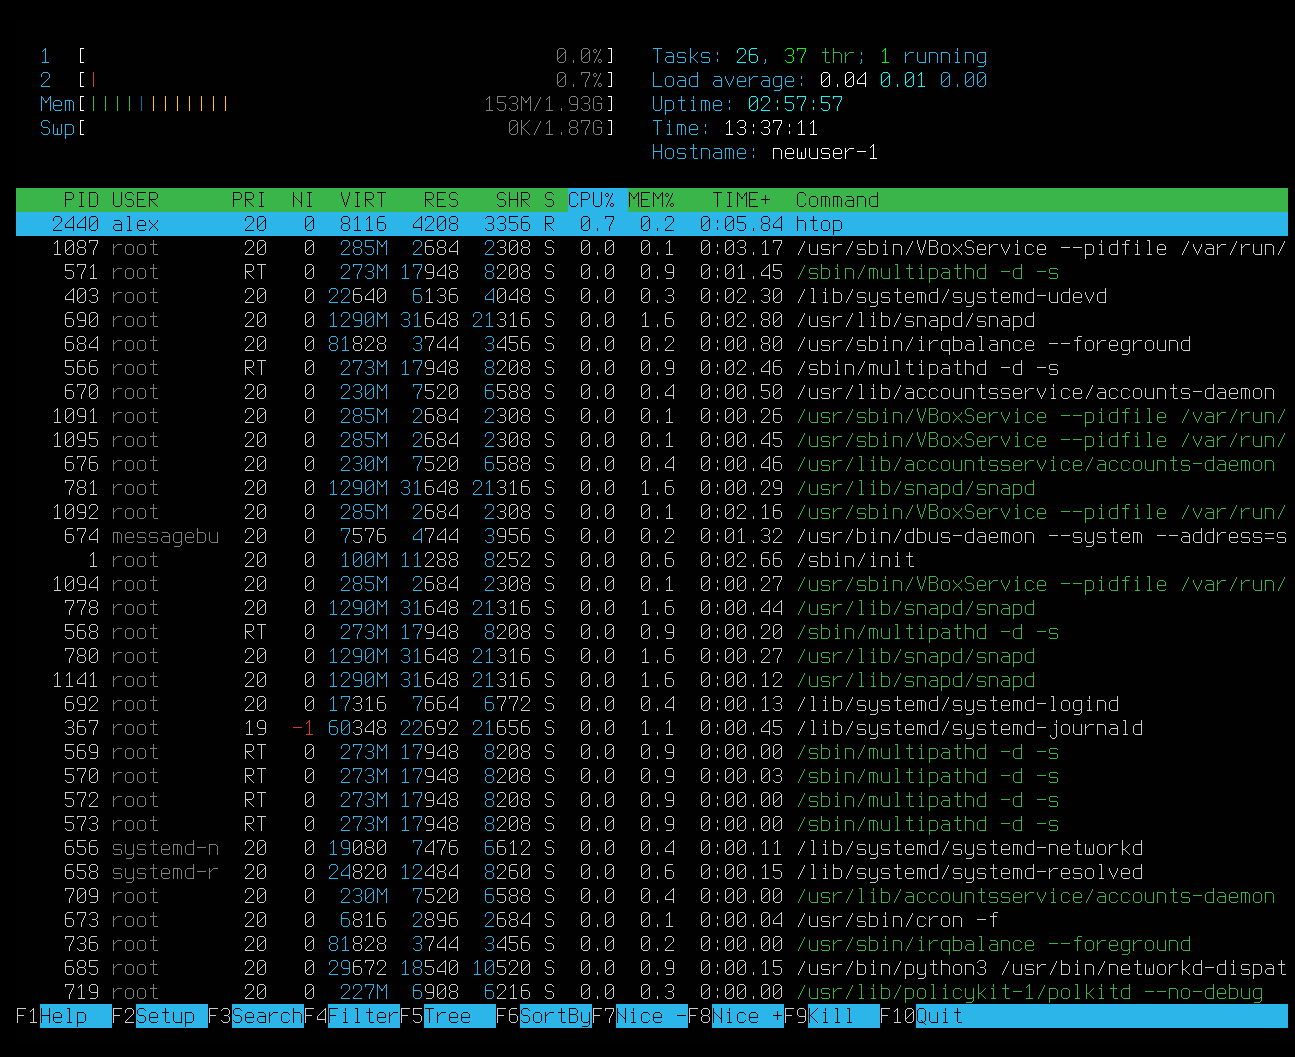 1  [ 0.0%] Tasks: 26, 37 thr; 1 running
2  [| 0.7%] Load average: 0.04 0.01 0.00
Mem[|||||||||||| 153M/1.93G] Uptime: 02:57:57
Swp[ 0K/1.87G] Time: 13:37:11
Hostname: newuser-1
PID USER PRI NI VIRT RES SHR S CPU% MEM% TIME+ Command
2440 alex 20 0 8116 4208 3356 R 0.7 0.2 0:05.84 htop
1087 root 20 0 285M 2684 2308 S 0.0 0.1 0:03.17 /usr/sbin/VBoxService --pidfile /var/run/
571 root RT 0 273M 17948 8208 S 0.0 0.9 0:01.45 /sbin/multipathd -d -s
403 root 20 0 22640 6136 4048 S 0.0 0.3 0:02.30 /lib/systemd/systemd-udevd
690 root 20 0 1290M 31648 21316 S 0.0 1.6 0:02.80 /usr/lib/snapd/snapd
684 root 20 0 81828 3744 3456 S 0.0 0.2 0:00.80 /usr/sbin/irqbalance --foreground
566 root RT 0 273M 17948 8208 S 0.0 0.9 0:02.46 /sbin/multipathd -d -s
670 root 20 0 230M 7520 6588 S 0.0 0.4 0:00.50 /usr/lib/accountsservice/accounts-daemon
1091 root 20 0 285M 2684 2308 S 0.0 0.1 0:00.26 /usr/sbin/VBoxService --pidfile /var/run/
1095 root 20 0 285M 2684 2308 S 0.0 0.1 0:00.45 /usr/sbin/VBoxService --pidfile /var/run/
676 root 20 0 230M 7520 6588 S 0.0 0.4 0:00.46 /usr/lib/accountsservice/accounts-daemon
781 root 20 0 1290M 31648 21316 S 0.0 1.6 0:00.29 /usr/lib/snapd/snapd
1092 root 20 0 285M 2684 2308 S 0.0 0.1 0:02.16 /usr/sbin/VBoxService --pidfile /var/run/
674 messagebu 20 0 7576 4744 3956 S 0.0 0.2 0:01.32 /usr/bin/dbus-daemon --system --address=s
1 root 20 0 100M 11288 8252 S 0.0 0.6 0:02.66 /sbin/init
1094 root 20 0 285M 2684 2308 S 0.0 0.1 0:00.27 /usr/sbin/VBoxService --pidfile /var/run/
778 root 20 0 1290M 31648 21316 S 0.0 1.6 0:00.44 /usr/lib/snapd/snapd
568 root RT 0 273M 17948 8208 S 0.0 0.9 0:00.20 /sbin/multipathd -d -s
780 root 20 0 1290M 31648 21316 S 0.0 1.6 0:00.27 /usr/lib/snapd/snapd
1141 root 20 0 1290M 31648 21316 S 0.0 1.6 0:00.12 /usr/lib/snapd/snapd
692 root 20 0 17316 7664 6772 S 0.0 0.4 0:00.13 /lib/systemd/systemd-logind
367 root 19 -1 60348 22692 21656 S 0.0 1.1 0:00.45 /lib/systemd/systemd-journald
569 root RT 0 273M 17948 8208 S 0.0 0.9 0:00.00 /sbin/multipathd -d -s
570 root RT 0 273M 17948 8208 S 0.0 0.9 0:00.03 /sbin/multipathd -d -s
572 root RT 0 273M 17948 8208 S 0.0 0.9 0:00.00 /sbin/multipathd -d -s
573 root RT 0 273M 17948 8208 S 0.0 0.9 0:00.00 /sbin/multipathd -d -s
656 systemd-n 20 0 19080 7476 6612 S 0.0 0.4 0:00.11 /lib/systemd/systemd-networkd
658 systemd-r 20 0 24820 12484 8260 S 0.0 0.6 0:00.15 /lib/systemd/systemd-resolved
709 root 20 0 230M 7520 6588 S 0.0 0.4 0:00.00 /usr/lib/accountsservice/accounts-daemon
673 root 20 0 6816 2896 2684 S 0.0 0.1 0:00.04 /usr/sbin/cron -f
736 root 20 0 81828 3744 3456 S 0.0 0.2 0:00.00 /usr/sbin/irqbalance --foreground
685 root 20 0 29672 18540 10520 S 0.0 0.9 0:00.15 /usr/bin/python3 /usr/bin/networkd-dispat
719 root 20 0 227M 6908 6216 S 0.0 0.3 0:00.00 /usr/lib/policykit-1/polkitd --no-debug
F1Help F2Setup F3SearchF4FilterF5Tree F6SortByF7Nice -F8Nice +F9Kill F10Quit